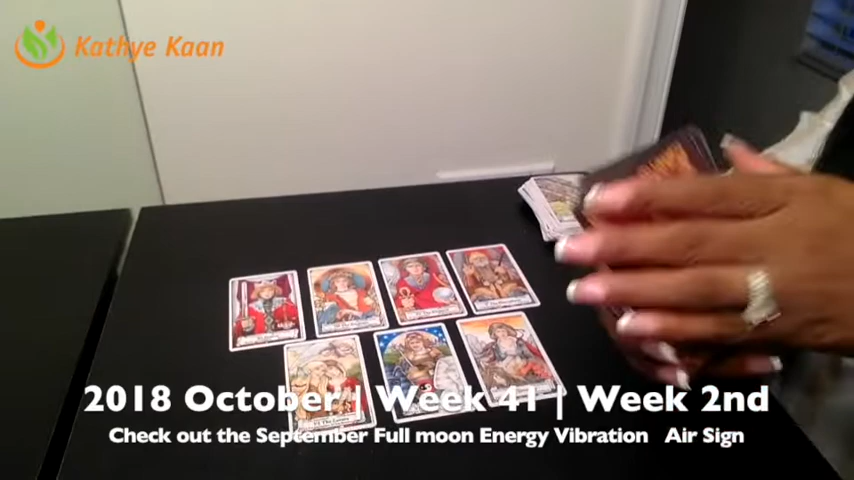 Kathye Kaan
2018 October | Week 41 | Week 2nd
Check out the September Full moon Energy Vibration Air Sign